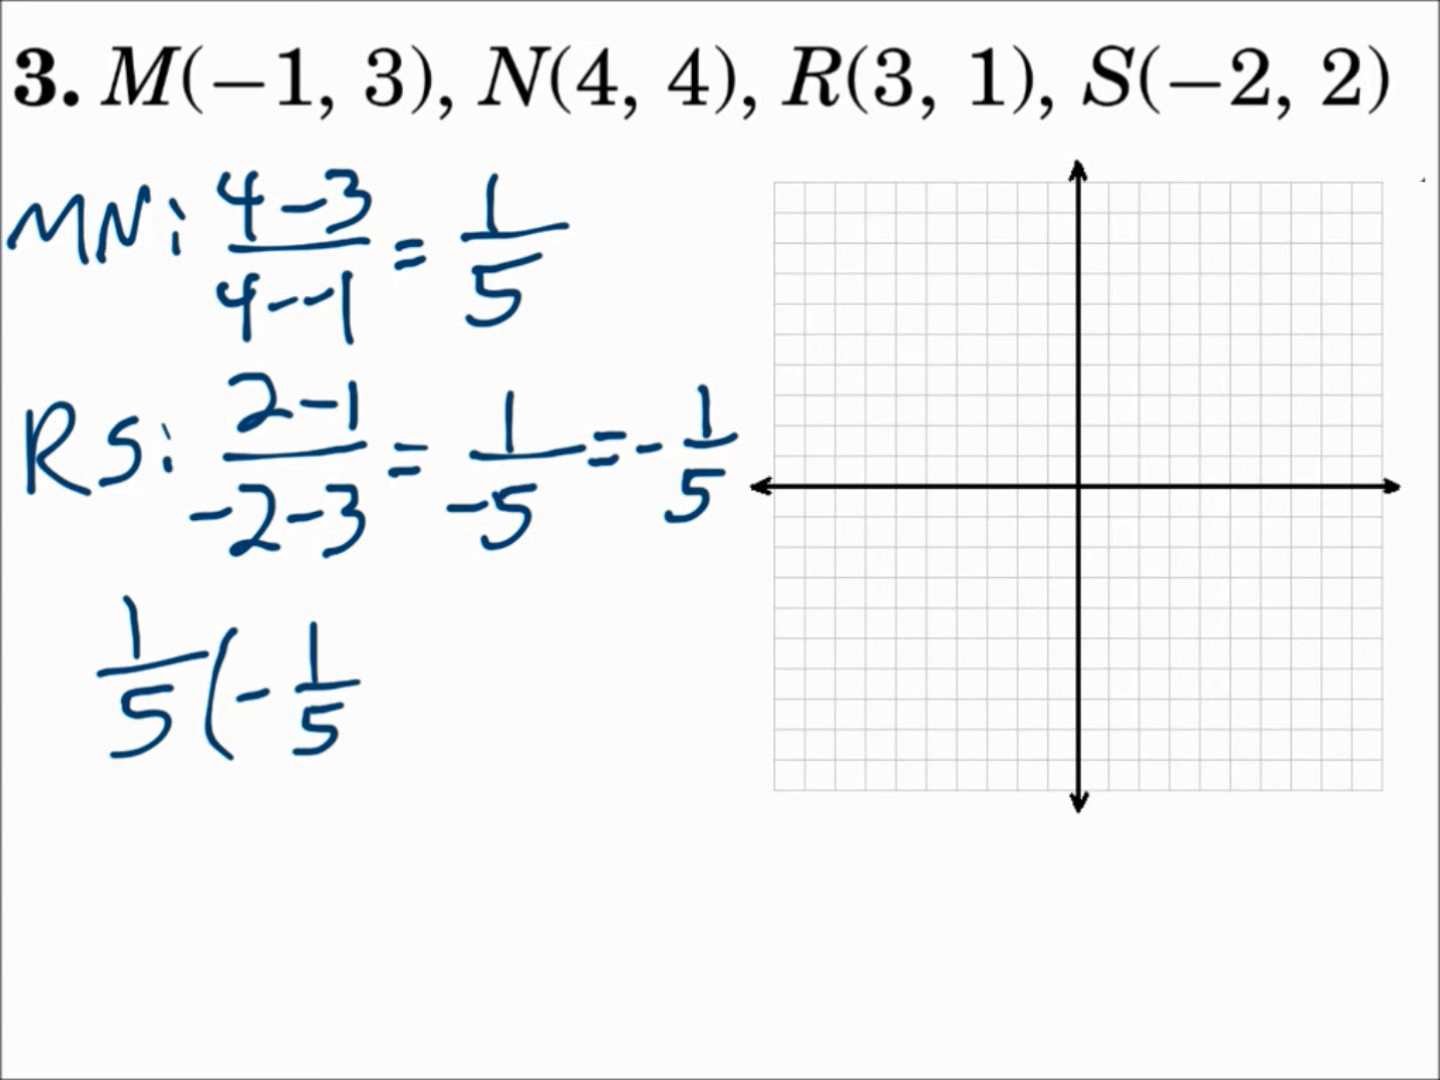 3. M(−1, 3), N(4, 4), R(3, 1), S(−2, 2)
MN: (4-3)/(4--1) = 1/5
RS: (2-1)/(-2-3) = 1/-5 = -1/5
1/5(-1/5